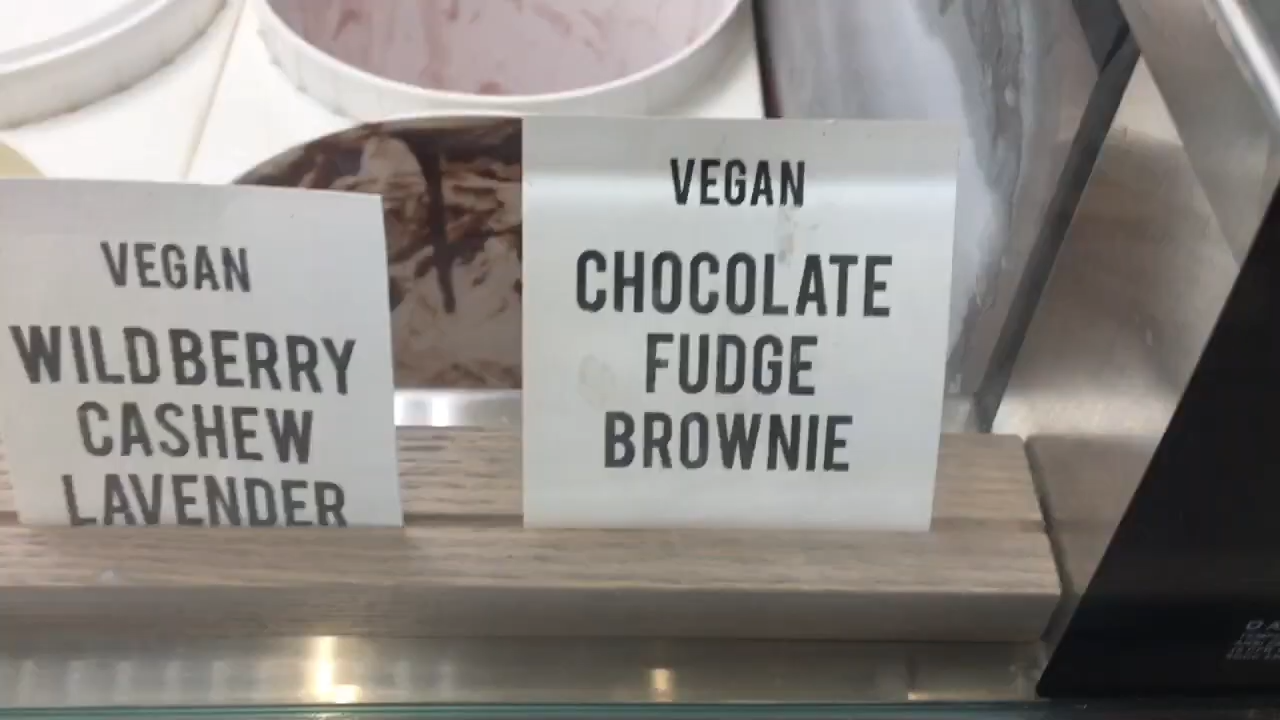 VEGAN
WILDBERRY
CASHEW
LAVENDER
VEGAN
CHOCOLATE
FUDGE
BROWNIE